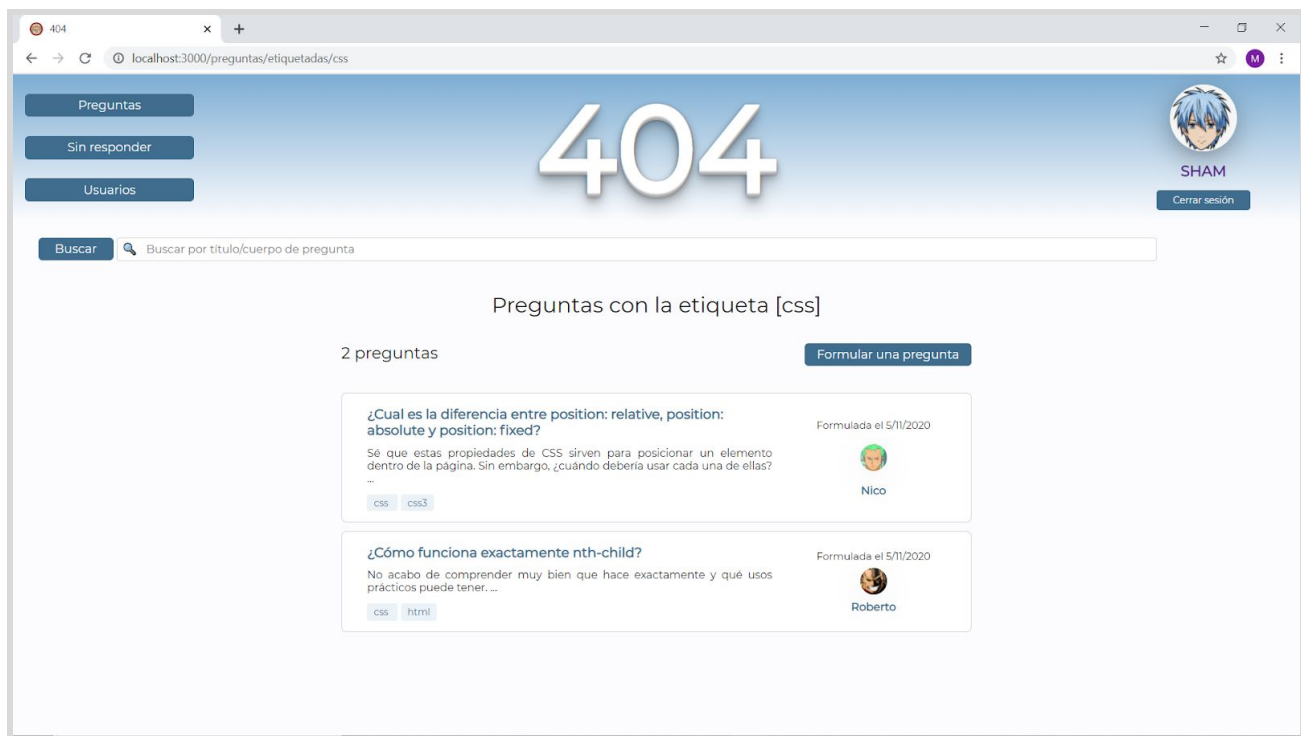 404
localhost:3000/preguntas/etiquetadas/css
M
Preguntas
Sin responder
Usuarios
404
SHAM
Cerrar sesión
Buscar
Buscar por título/cuerpo de pregunta
Preguntas con la etiqueta [css]
2 preguntas
Formular una pregunta
¿Cual es la diferencia entre position: relative, position:
absolute y position: fixed?
Sé que estas propiedades de CSS sirven para posicionar un elemento
dentro de la página. Sin embargo, ¿cuándo debería usar cada una de ellas?
...
css css3
Formulada el 5/11/2020
Nico
¿Cómo funciona exactamente nth-child?
No acabo de comprender muy bien que hace exactamente y qué usos
prácticos puede tener. ...
css html
Formulada el 5/11/2020
Roberto